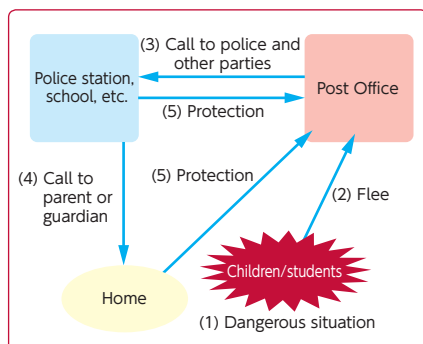 (3) Call to police and
other parties
Police station,
school, etc.
Post Office
(5) Protection
(4) Call to
parent or
guardian
(5) Protection
(2) Flee
Children/students
Home
(1) Dangerous situation